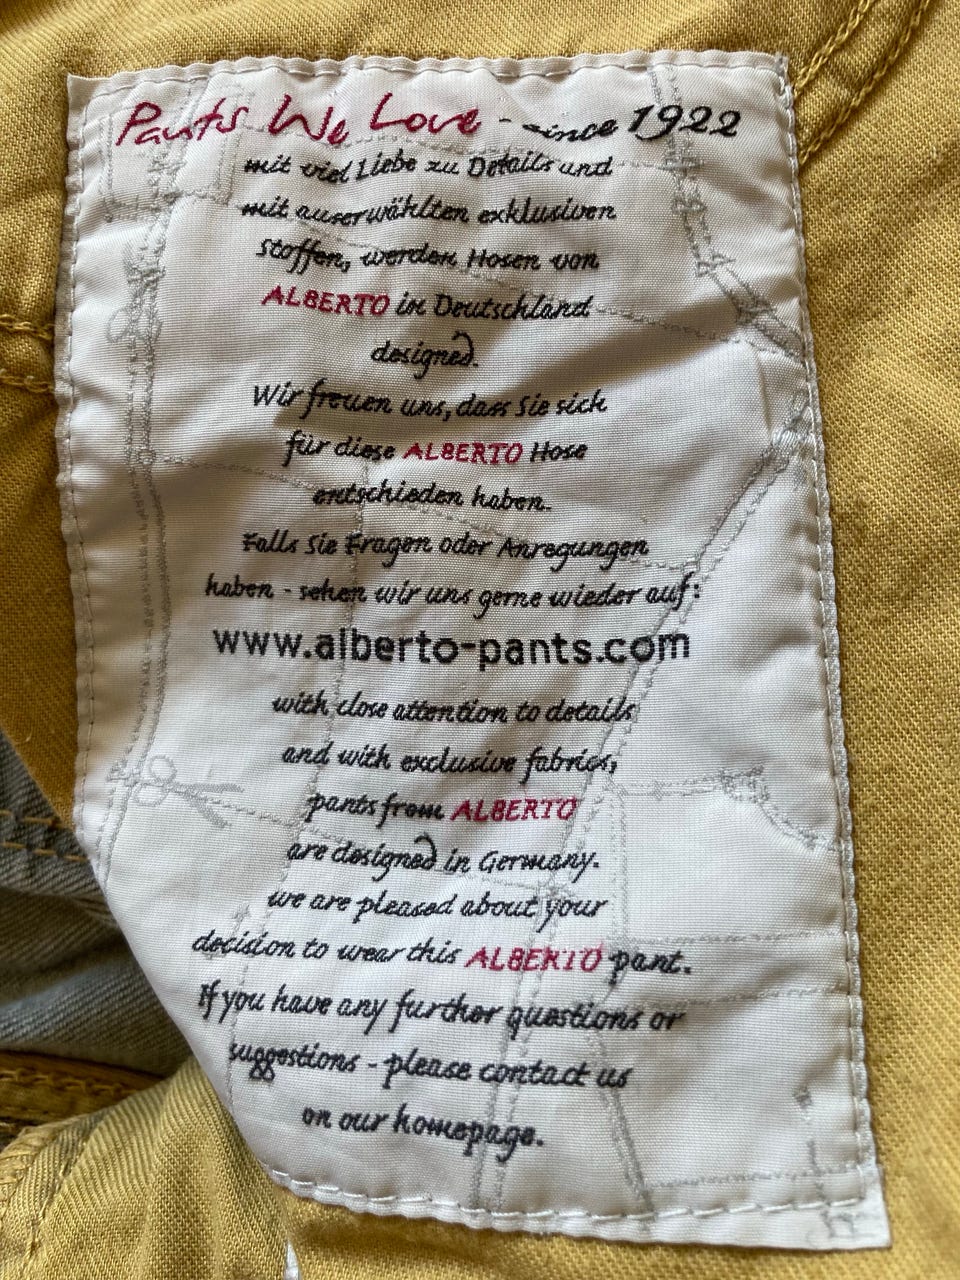 Pants We Love - since 1922
mit viel Liebe zu Details und
mit auserwählten exklusiven
Stoffen, werden Hosen von
ALBERTO in Deutschland
designed.
Wir freuen uns, dass Sie sich
für diese ALBERTO Hose
entschieden haben.
Falls Sie Fragen oder Anregungen
haben - sehen wir uns gerne wieder auf:
www.alberto-pants.com
with close attention to details
and with exclusive fabrics,
pants from ALBERTO
are designed in Germany.
we are pleased about your
decision to wear this ALBERTO pant.
If you have any further questions or
suggestions - please contact us
on our homepage.